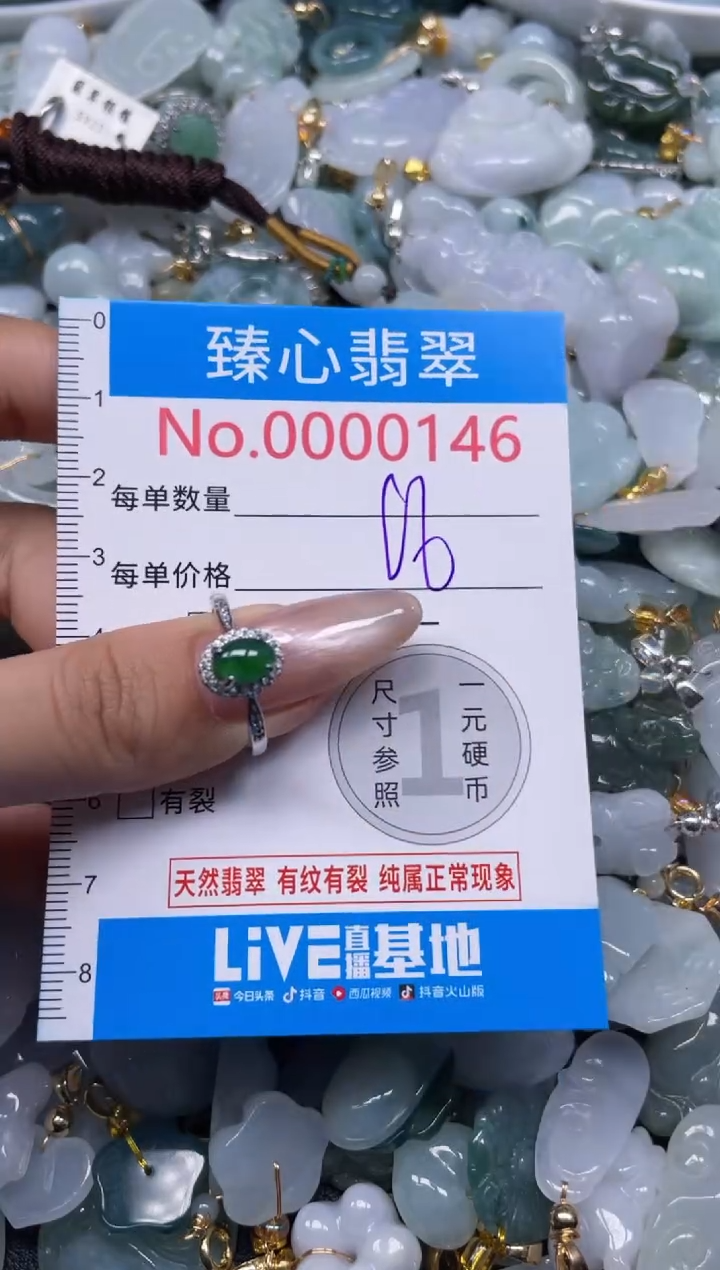 0
臻心翡翠
1
No.0000146
2
每单数量
3
每单价格
尺寸参照
1
一元硬币
6
有裂
7
天然翡翠 有纹有裂 纯属正常现象
8
LiVE直播基地
头条 今日头条 抖音 西瓜视频 抖音火山版